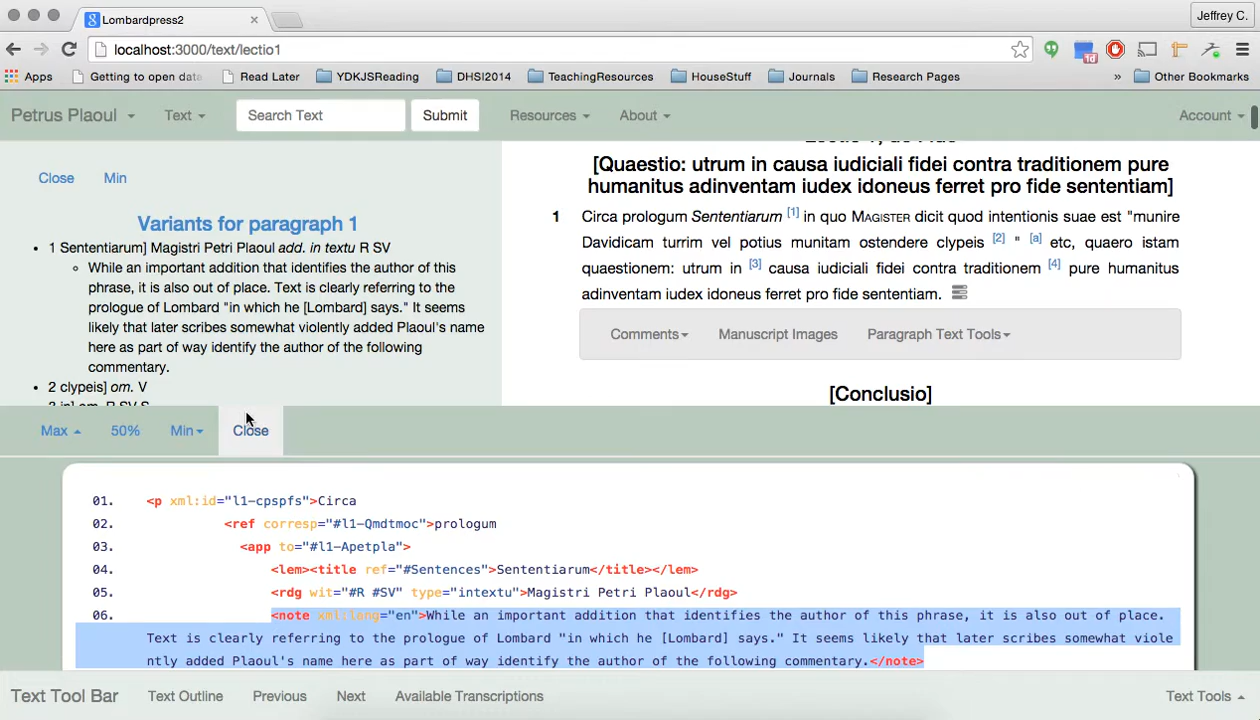 Lombardpress2
Jeffrey C.
localhost:3000/text/lectio1
1d
Apps Getting to open data Read Later YDKJSReading DHSI2014 TeachingResources HouseStuff Journals Research Pages » Other Bookmarks
Petrus Plaoul Text Search Text Submit Resources About Account
Close Min
Variants for paragraph 1
1 Sententiarum] Magistri Petri Plaoul add. in textu R SV
While an important addition that identifies the author of this
phrase, it is also out of place. Text is clearly referring to the
prologue of Lombard "in which he [Lombard] says." It seems
likely that later scribes somewhat violently added Plaoul's name
here as part of way identify the author of the following
commentary.
2 clypeis] om. V
3 in] om. R SV S
Lectio 1, de Fide
[Quaestio: utrum in causa iudiciali fidei contra traditionem pure
humanitus adinventam iudex idoneus ferret pro fide sententiam]
1 Circa prologum Sententiarum [1] in quo Magister dicit quod intentionis suae est "munire
Davidicam turrim vel potius munitam ostendere clypeis [2] " [a] etc, quaero istam
quaestionem: utrum in [3] causa iudiciali fidei contra traditionem [4] pure humanitus
adinventam iudex idoneus ferret pro fide sententiam.
Comments Manuscript Images Paragraph Text Tools
[Conclusio]
Max 50% Min Close
01. <p xml:id="l1-cpspfs">Circa
02. <ref corresp="#l1-Qmdtmoc">prologum
03. <app to="#l1-Apetpla">
04. <lem><title ref="#Sentences">Sententiarum</title></lem>
05. <rdg wit="#R #SV" type="intextu">Magistri Petri Plaoul</rdg>
06. <note xml:lang="en">While an important addition that identifies the author of this phrase, it is also out of place.
Text is clearly referring to the prologue of Lombard "in which he [Lombard] says." It seems likely that later scribes somewhat viole
ntly added Plaoul's name here as part of way identify the author of the following commentary.</note>
Text Tool Bar Text Outline Previous Next Available Transcriptions Text Tools